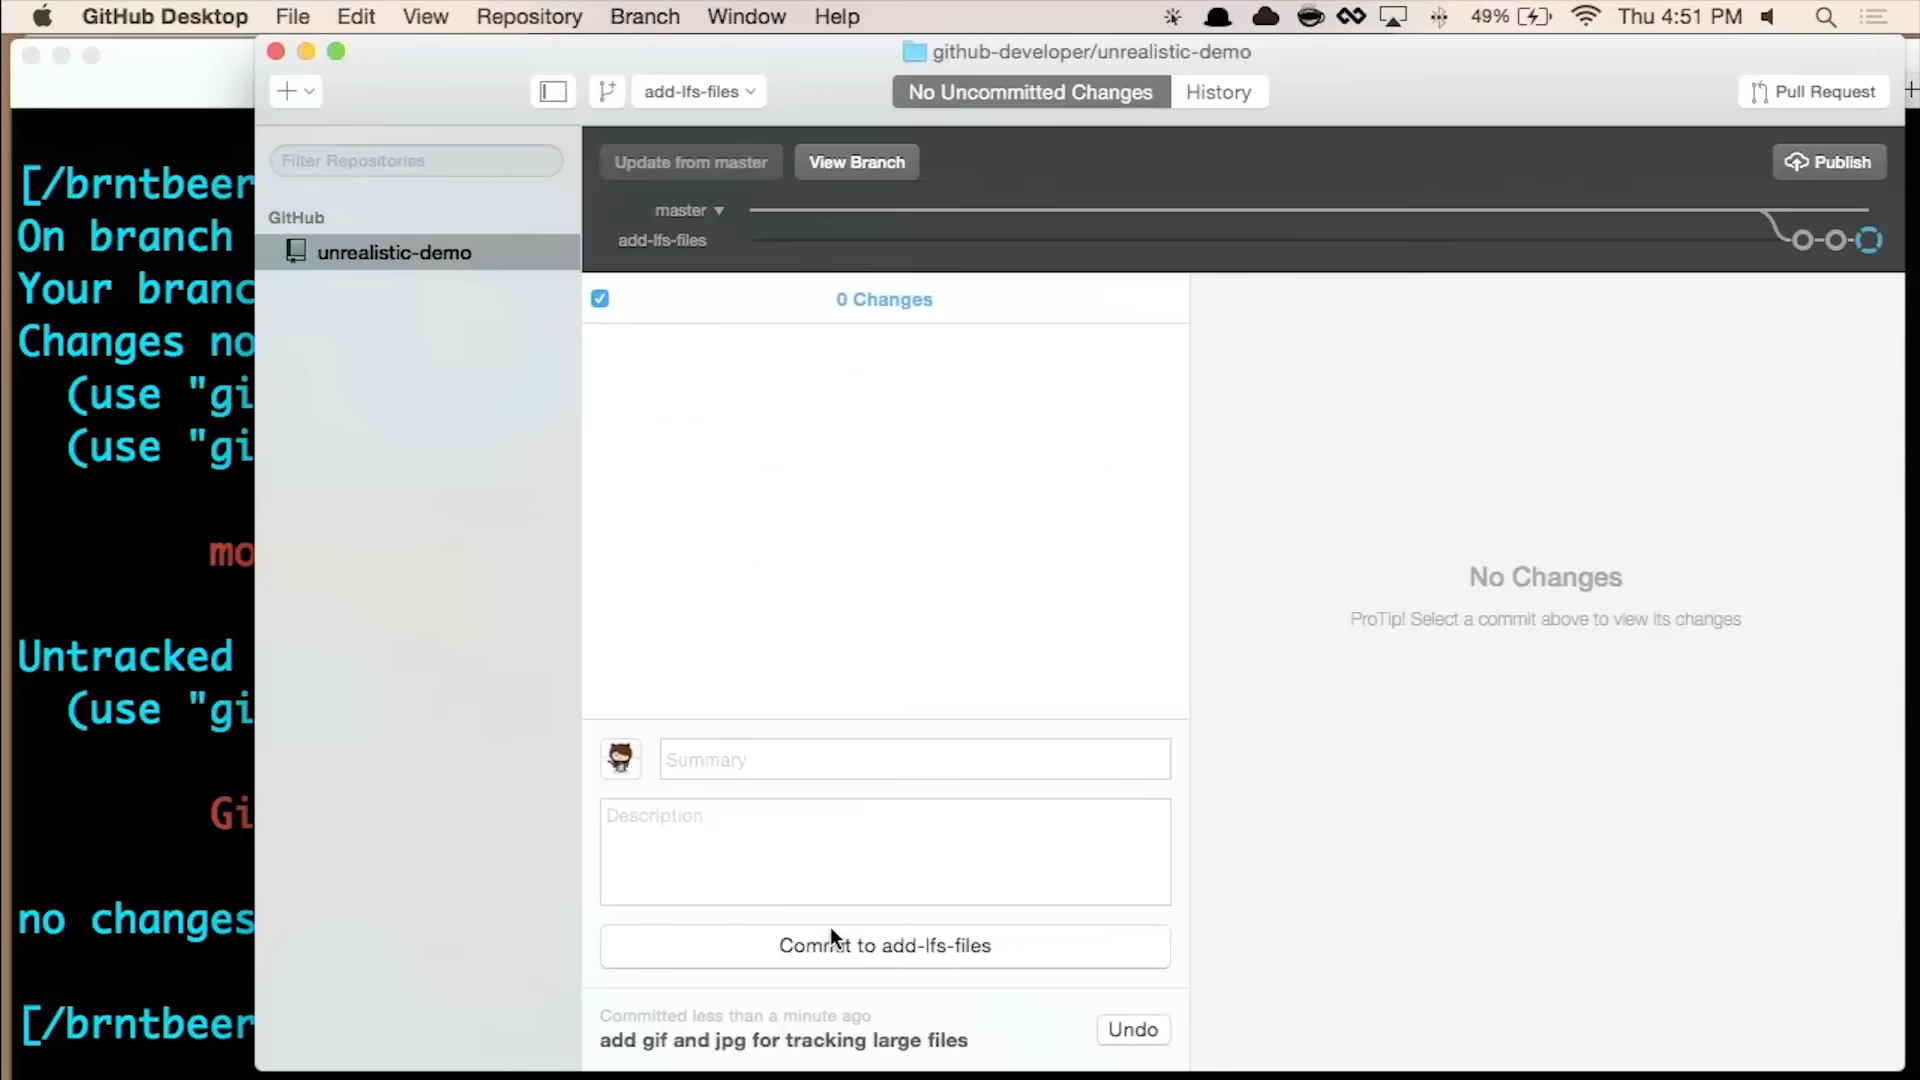 GitHub Desktop File Edit View Repository Branch Window Help 49% Thu 4:51 PM
github-developer/unrealistic-demo
add-lfs-files No Uncommitted Changes History Pull Request
Filter Repositories
Update from master View Branch Publish
GitHub
master
add-lfs-files
unrealistic-demo
0 Changes
No Changes
ProTip! Select a commit above to view its changes
Summary
Description
Commit to add-lfs-files
Committed less than a minute ago
add gif and jpg for tracking large files
Undo
[/brntbeer
On branch
Your branc
Changes no
(use "gi
(use "gi
mo
Untracked
(use "gi
Gi
no changes
[/brntbeer